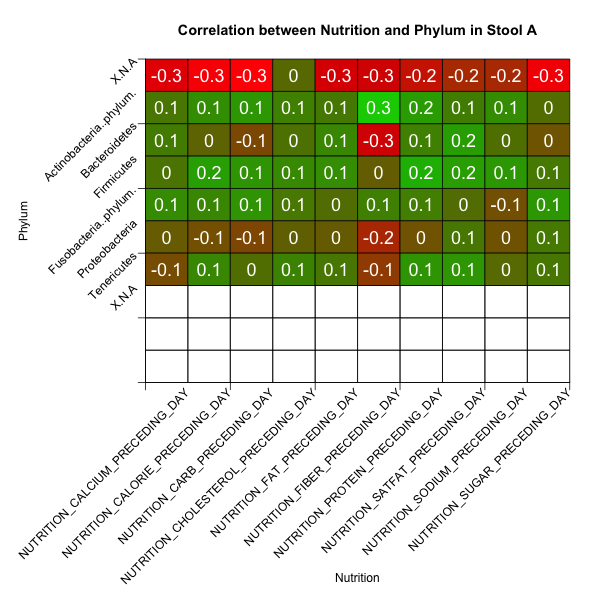 Correlation between Nutrition and Phylum in Stool A
X.N.A
-0.3 -0.3 -0.3 0 -0.3 -0.3 -0.2 -0.2 -0.2 -0.3
Actinobacteria..phylum.
0.1 0.1 0.1 0.1 0.1 0.3 0.2 0.1 0.1 0
Bacteroidetes
0.1 0 -0.1 0 0.1 -0.3 0.1 0.2 0 0
Firmicutes
0 0.2 0.1 0.1 0.1 0 0.2 0.2 0.1 0.1
Fusobacteria..phylum.
0.1 0.1 0.1 0.1 0 0.1 0.1 0 -0.1 0.1
Proteobacteria
0 -0.1 -0.1 0 0 -0.2 0 0.1 0 0.1
Tenericutes
-0.1 0.1 0 0.1 0.1 -0.1 0.1 0.1 0 0.1
X.N.A
Phylum
NUTRITION_CALCIUM_PRECEDING_DAY
NUTRITION_CALORIE_PRECEDING_DAY
NUTRITION_CARB_PRECEDING_DAY
NUTRITION_CHOLESTEROL_PRECEDING_DAY
NUTRITION_FAT_PRECEDING_DAY
NUTRITION_FIBER_PRECEDING_DAY
NUTRITION_PROTEIN_PRECEDING_DAY
NUTRITION_SATFAT_PRECEDING_DAY
NUTRITION_SODIUM_PRECEDING_DAY
NUTRITION_SUGAR_PRECEDING_DAY
Nutrition